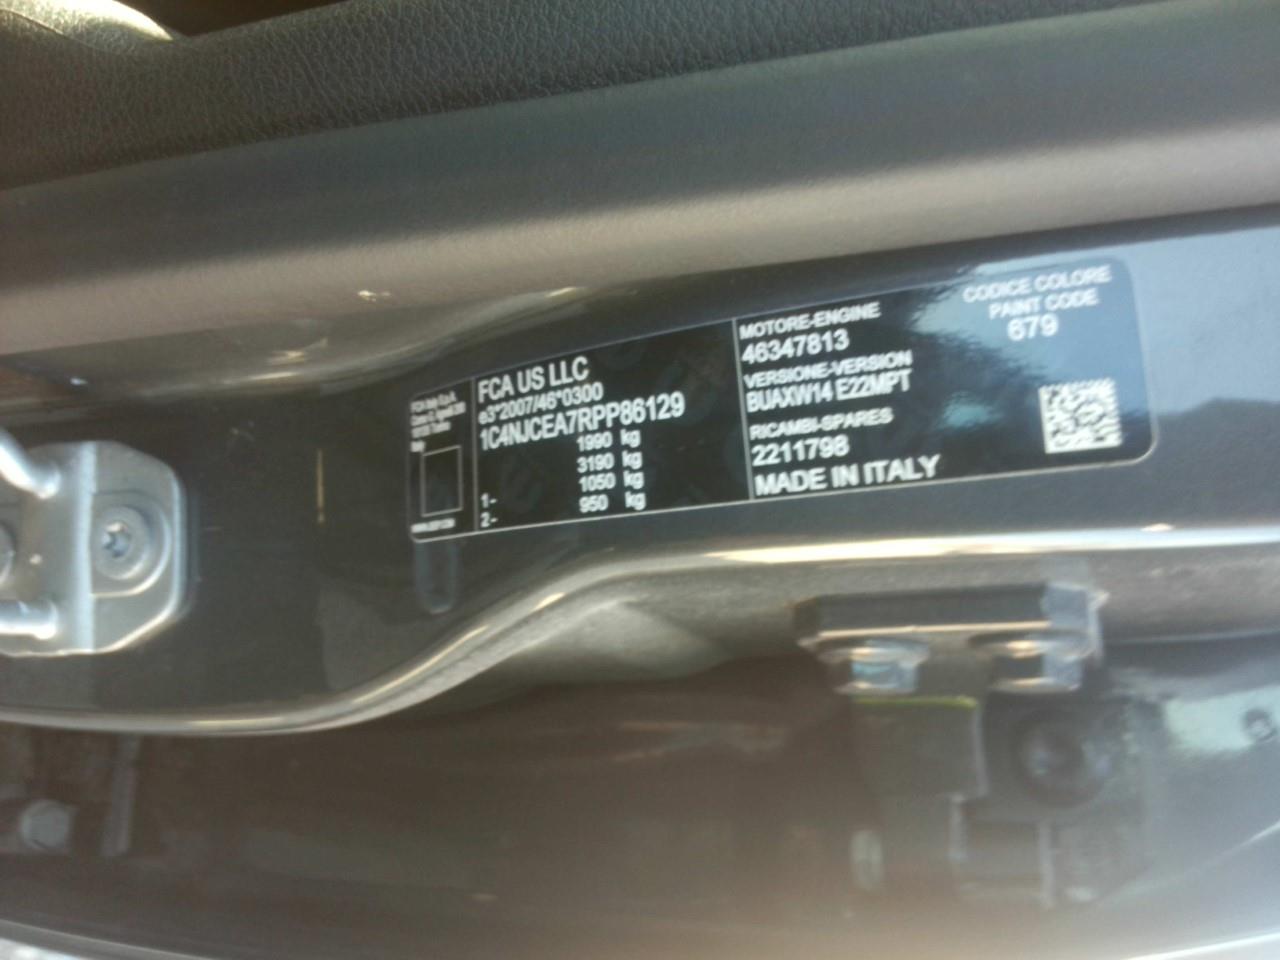 FCA US LLC
e3*2007/46*0300
1C4NJCEA7RPP86129
1990 kg
3190 kg
1- 1050 kg
2- 950 kg
MOTORE-ENGINE
46347813
VERSIONE-VERSION
BUAXW14 E22MPT
RICAMBI-SPARES
2211798
MADE IN ITALY
CODICE COLORE
PAINT CODE
679